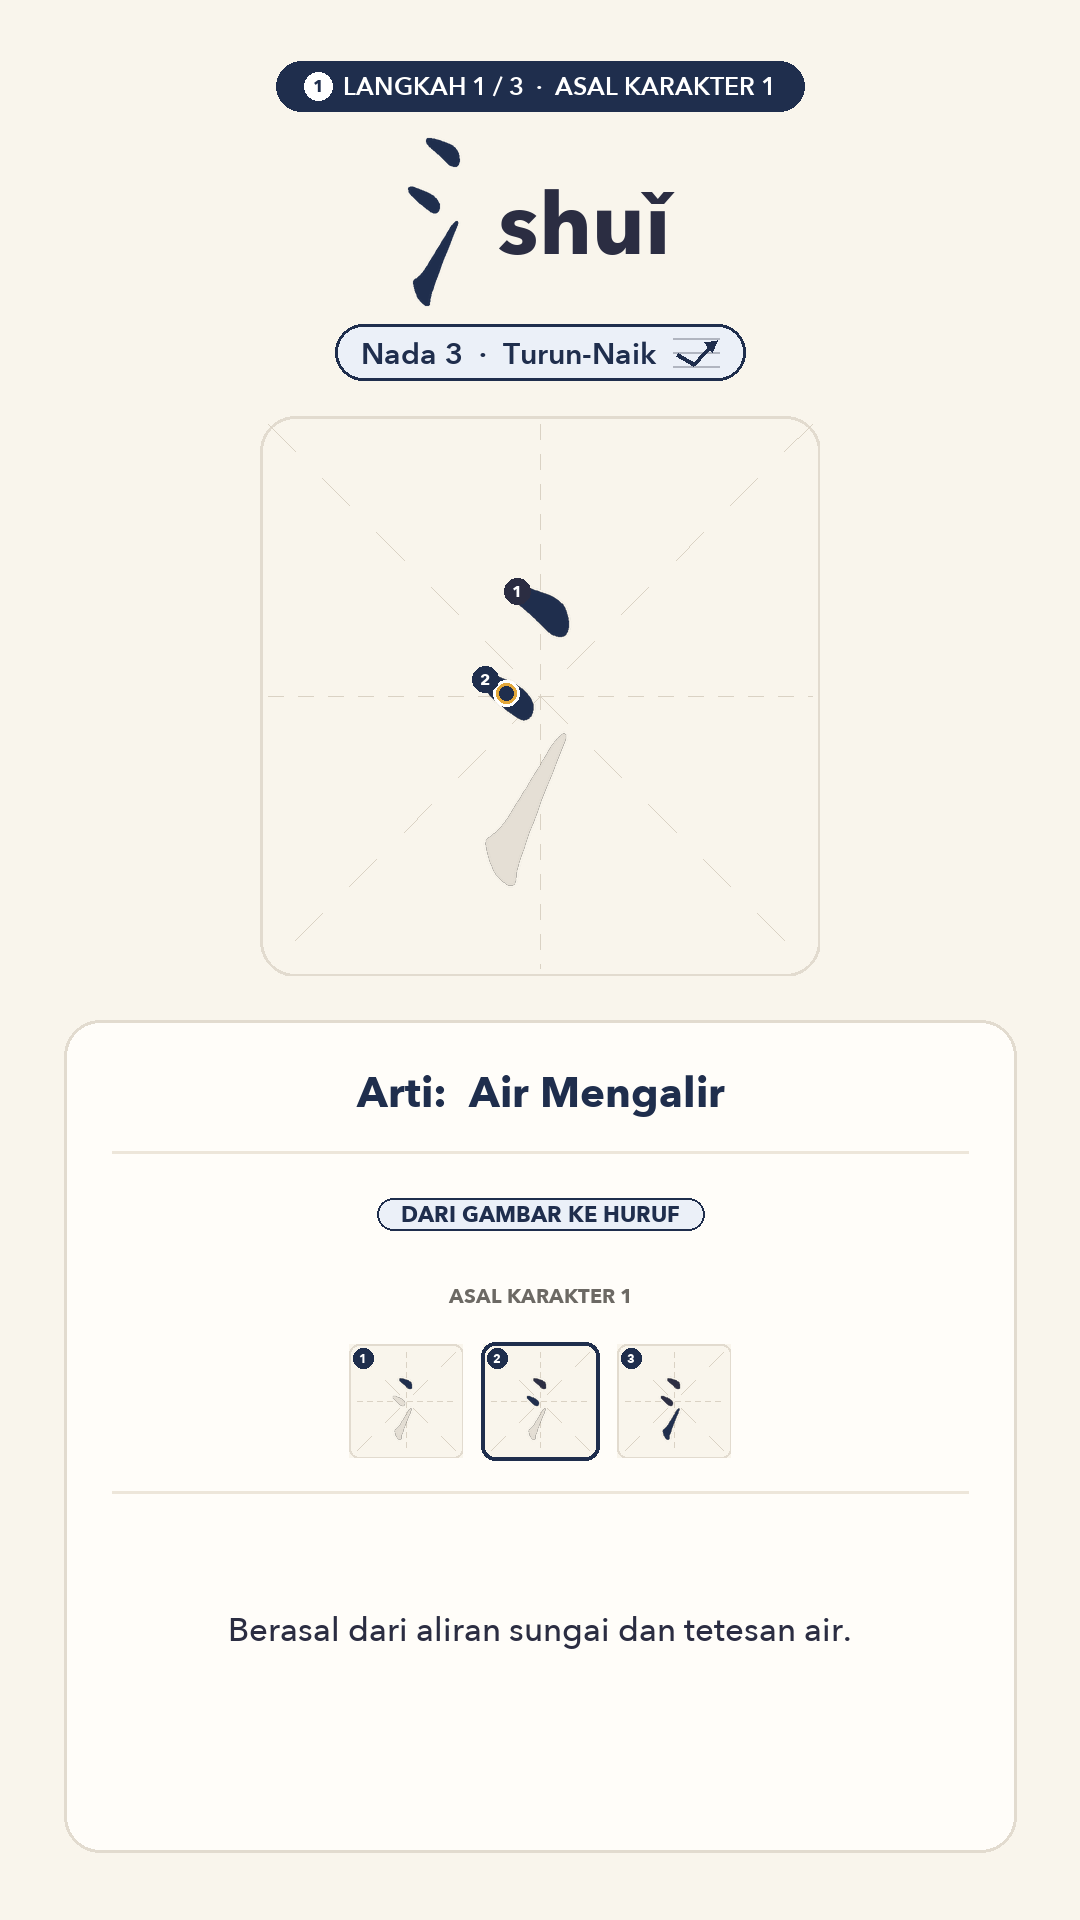 1 LANGKAH 1 / 3 · ASAL KARAKTER 1
氵 shuǐ
Nada 3 · Turun-Naik
1
2
Arti: Air Mengalir
DARI GAMBAR KE HURUF
ASAL KARAKTER 1
1 2 3
Berasal dari aliran sungai dan tetesan air.